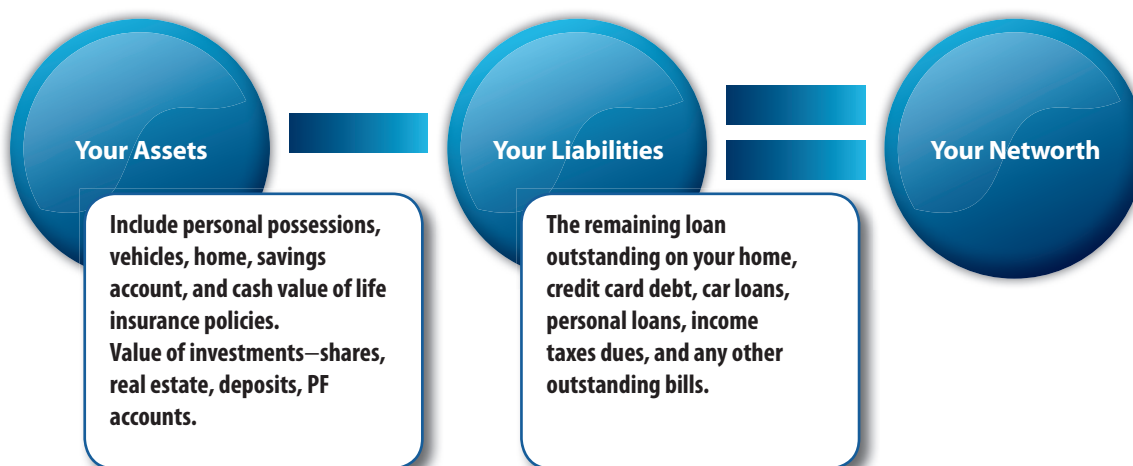 Your Assets
Your Liabilities
Your Networth
Include personal possessions,
vehicles, home, savings
account, and cash value of life
insurance policies.
Value of investments–shares,
real estate, deposits, PF
accounts.
The remaining loan
outstanding on your home,
credit card debt, car loans,
personal loans, income
taxes dues, and any other
outstanding bills.